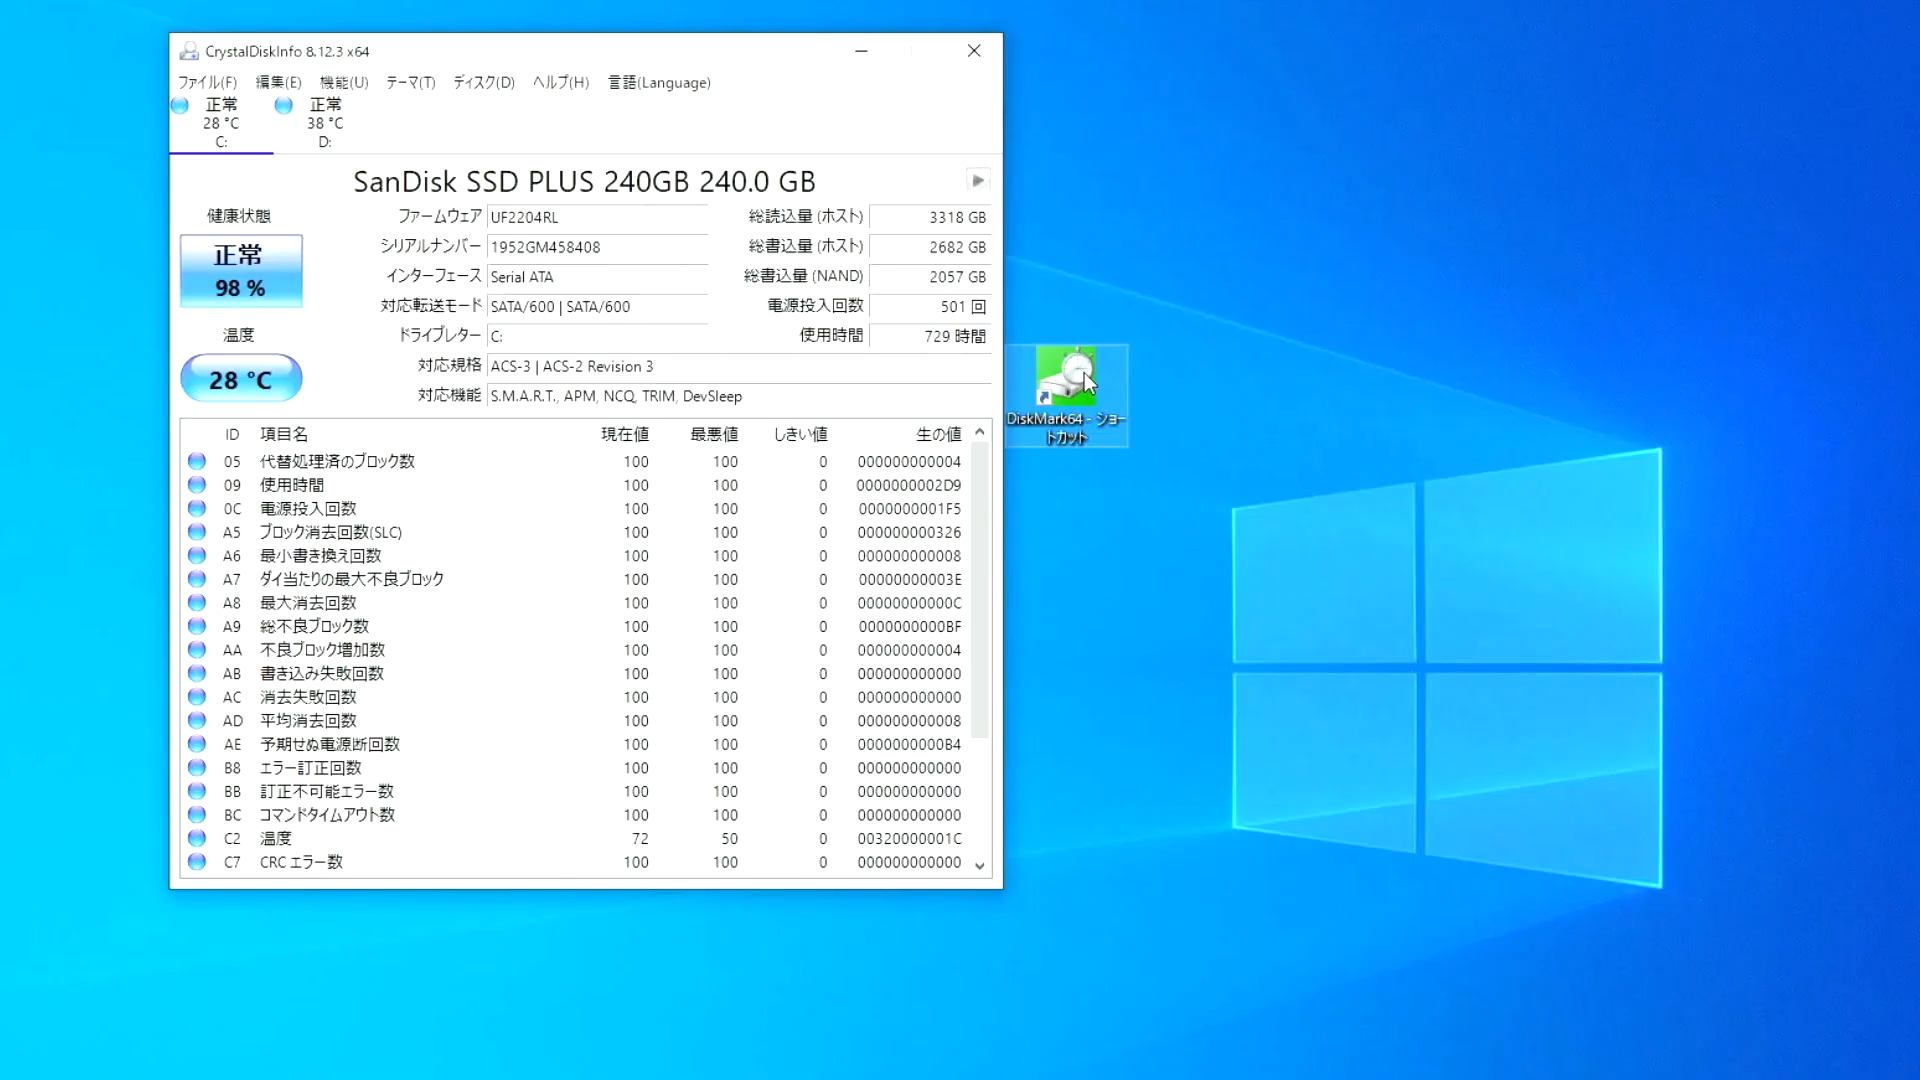 CrystalDiskInfo 8.12.3 x64
ファイル(F) 編集(E) 機能(U) テーマ(T) ディスク(D) ヘルプ(H) 言語(Language)
正常 正常
28 °C 38 °C
C: D:
SanDisk SSD PLUS 240GB 240.0 GB
健康状態
正常
98 %
温度
28 °C
ファームウェア UF2204RL 総読込量 (ホスト) 3318 GB
シリアルナンバー 1952GM458408 総書込量 (ホスト) 2682 GB
インターフェース Serial ATA 総書込量 (NAND) 2057 GB
対応転送モード SATA/600 | SATA/600 電源投入回数 501 回
ドライブレター C: 使用時間 729 時間
対応規格 ACS-3 | ACS-2 Revision 3
対応機能 S.M.A.R.T., APM, NCQ, TRIM, DevSleep
ID 項目名 現在値 最悪値 しきい値 生の値
05 代替処理済のブロック数 100 100 0 000000000004
09 使用時間 100 100 0 0000000002D9
0C 電源投入回数 100 100 0 0000000001F5
A5 ブロック消去回数(SLC) 100 100 0 000000000326
A6 最小書き換え回数 100 100 0 000000000008
A7 ダイ当たりの最大不良ブロック 100 100 0 00000000003E
A8 最大消去回数 100 100 0 00000000000C
A9 総不良ブロック数 100 100 0 0000000000BF
AA 不良ブロック増加数 100 100 0 000000000004
AB 書き込み失敗回数 100 100 0 000000000000
AC 消去失敗回数 100 100 0 000000000000
AD 平均消去回数 100 100 0 000000000008
AE 予期せぬ電源断回数 100 100 0 0000000000B4
B8 エラー訂正回数 100 100 0 000000000000
BB 訂正不可能エラー数 100 100 0 000000000000
BC コマンドタイムアウト数 100 100 0 000000000000
C2 温度 72 50 0 00320000001C
C7 CRC エラー数 100 100 0 000000000000
DiskMark64 - ショー
トカット